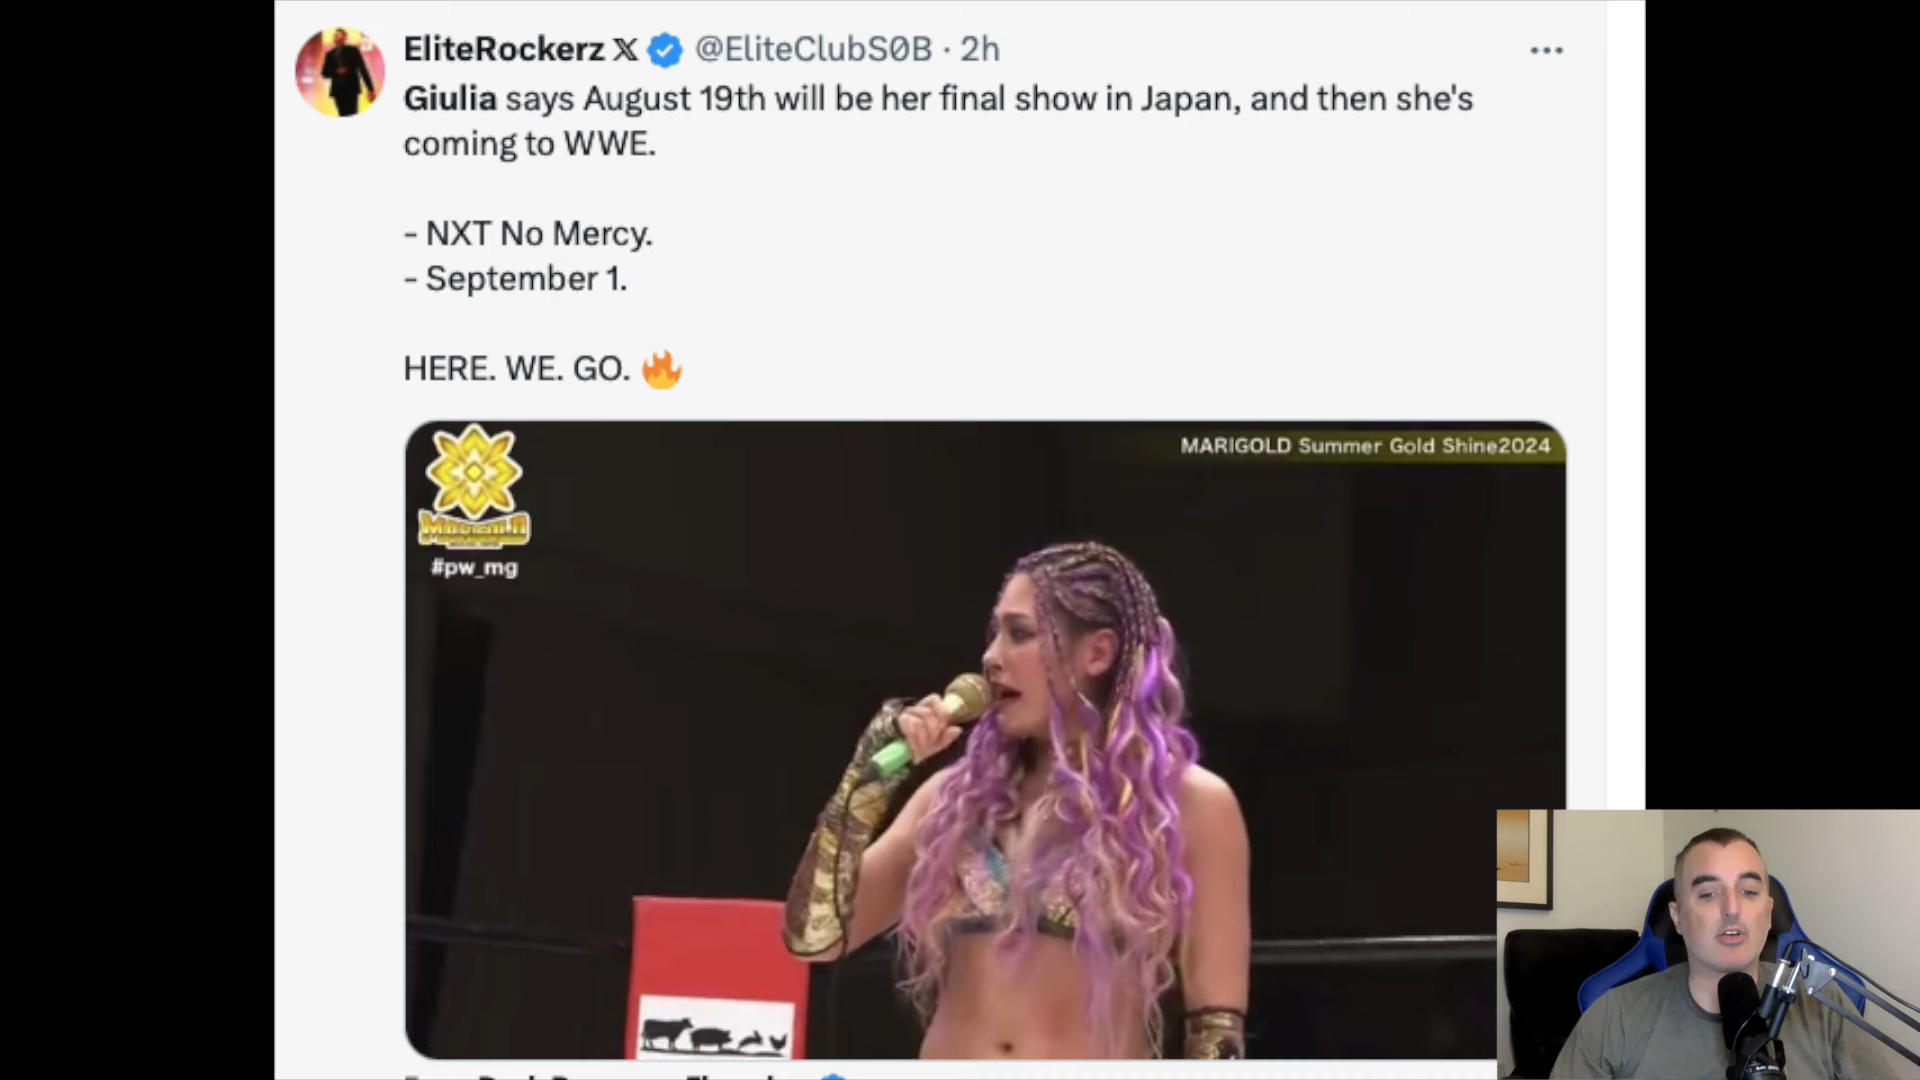 EliteRockerz X @EliteClubS0B · 2h
Giulia says August 19th will be her final show in Japan, and then she's
coming to WWE.
- NXT No Mercy.
- September 1.
HERE. WE. GO. 🔥
MARIGOLD Summer Gold Shine2024
MARIGOLD
#pw_mg